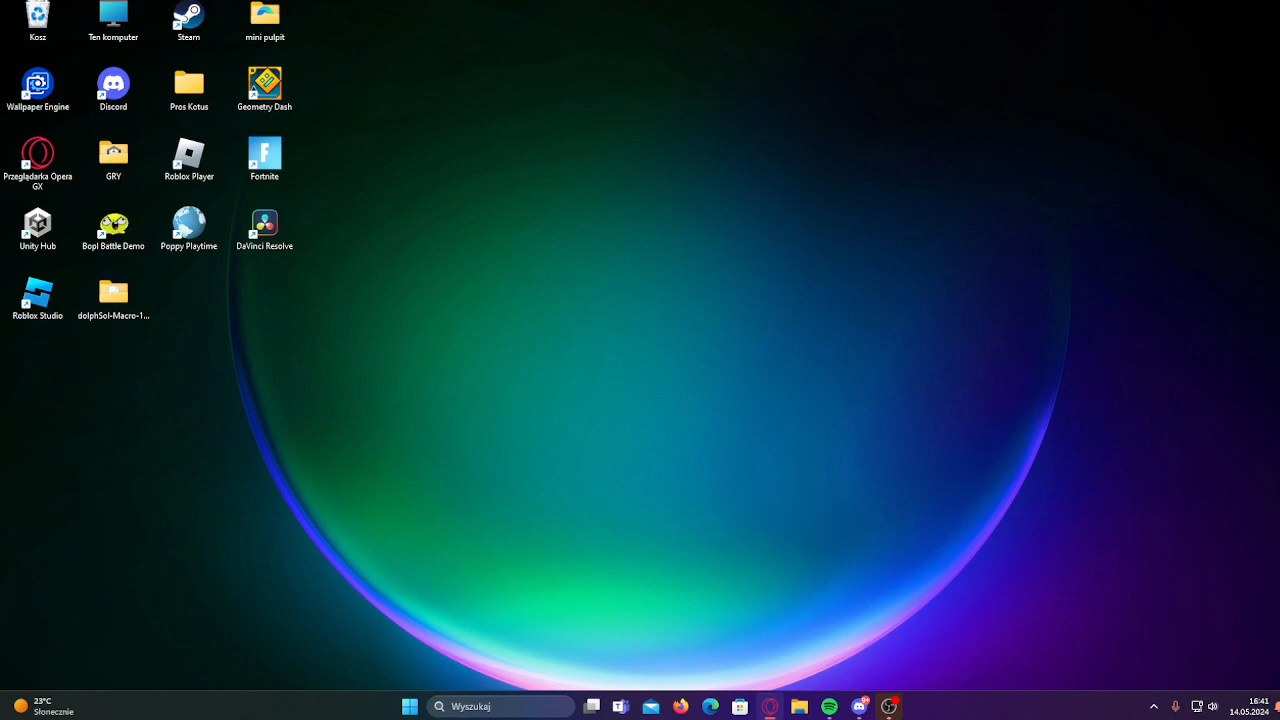 Kosz
Ten komputer
Steam
mini pulpit
Wallpaper Engine
Discord
Pros Kotus
Geometry Dash
Przeglądarka Opera
GX
GRY
Roblox Player
Fortnite
Unity Hub
Bopl Battle Demo
Poppy Playtime
DaVinci Resolve
Roblox Studio
dolphSol-Macro-1...
23°C
Słonecznie
Wyszukaj
16:41
14.05.2024